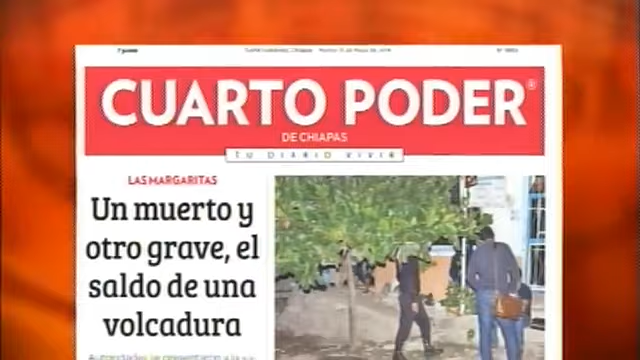 CUARTO PODER®
DE CHIAPAS
TU DIARIO VIVIR
LAS MARGARITAS
Un muerto y
otro grave, el
saldo de una
volcadura